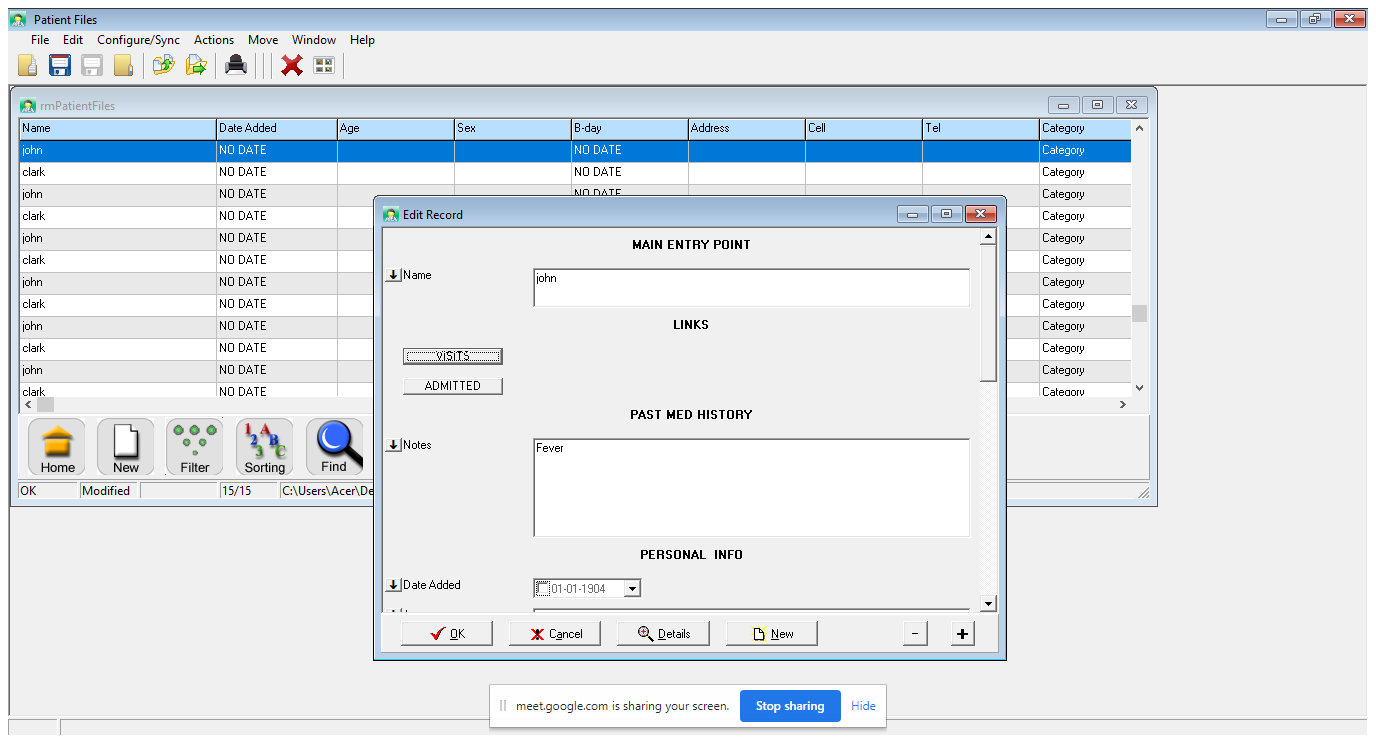 Patient Files
File Edit Configure/Sync Actions Move Window Help
rmPatientFiles
Name Date Added Age Sex B-day Address Cell Tel Category
john NO DATE NO DATE Category
clark NO DATE NO DATE Category
john NO DATE NO DATE Category
clark NO DATE Category
john NO DATE Category
clark NO DATE Category
john NO DATE Category
clark NO DATE Category
john NO DATE Category
clark NO DATE Category
john NO DATE Category
clark NO DATE Category
Home New Filter Sorting Find
OK Modified 15/15 C:\Users\Acer\De
Edit Record
MAIN ENTRY POINT
Name john
LINKS
VISITS
ADMITTED
PAST MED HISTORY
Notes Fever
PERSONAL INFO
Date Added 01-01-1904
OK Cancel Details New - +
meet.google.com is sharing your screen. Stop sharing Hide